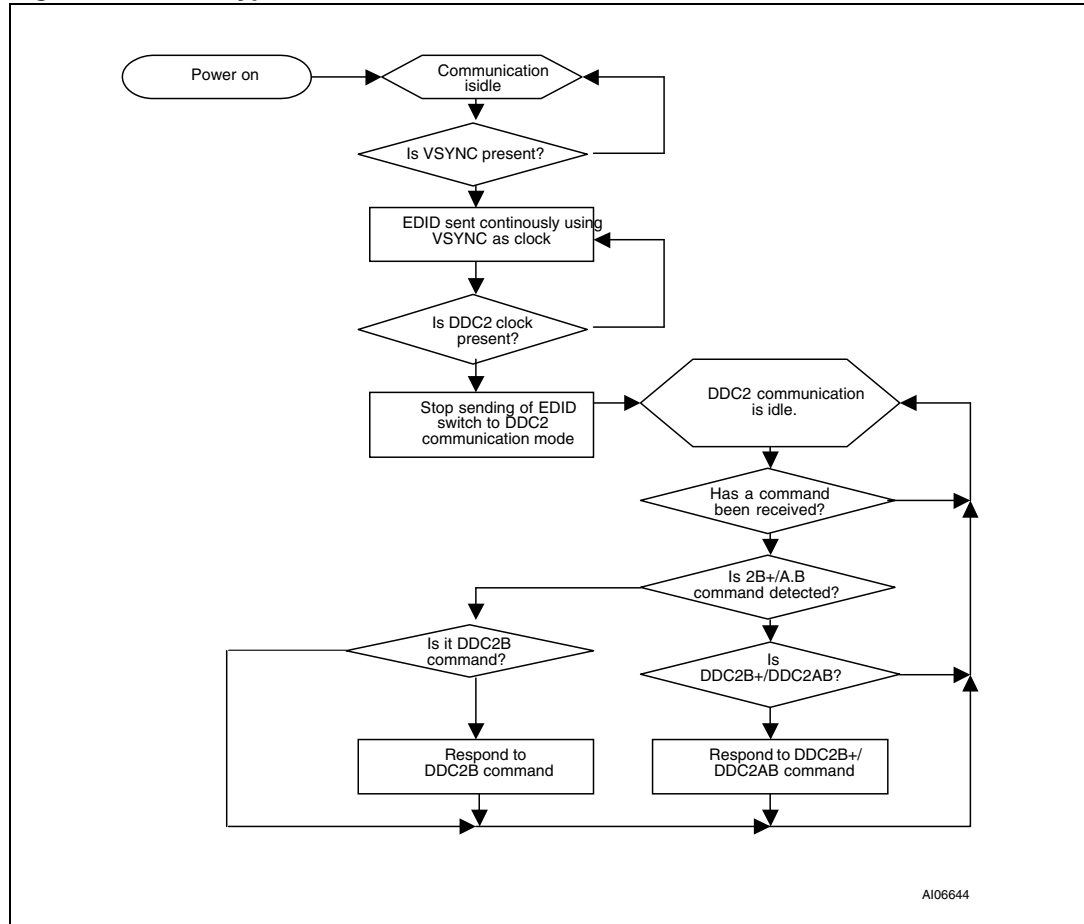 Power on
Communication
isidle
Is VSYNC present?
EDID sent continously using
VSYNC as clock
Is DDC2 clock
present?
Stop sending of EDID
switch to DDC2
communication mode
DDC2 communication
is idle.
Has a command
been received?
Is 2B+/A.B
command detected?
Is it DDC2B
command?
Is
DDC2B+/DDC2AB?
Respond to
DDC2B command
Respond to DDC2B+/
DDC2AB command
AI06644